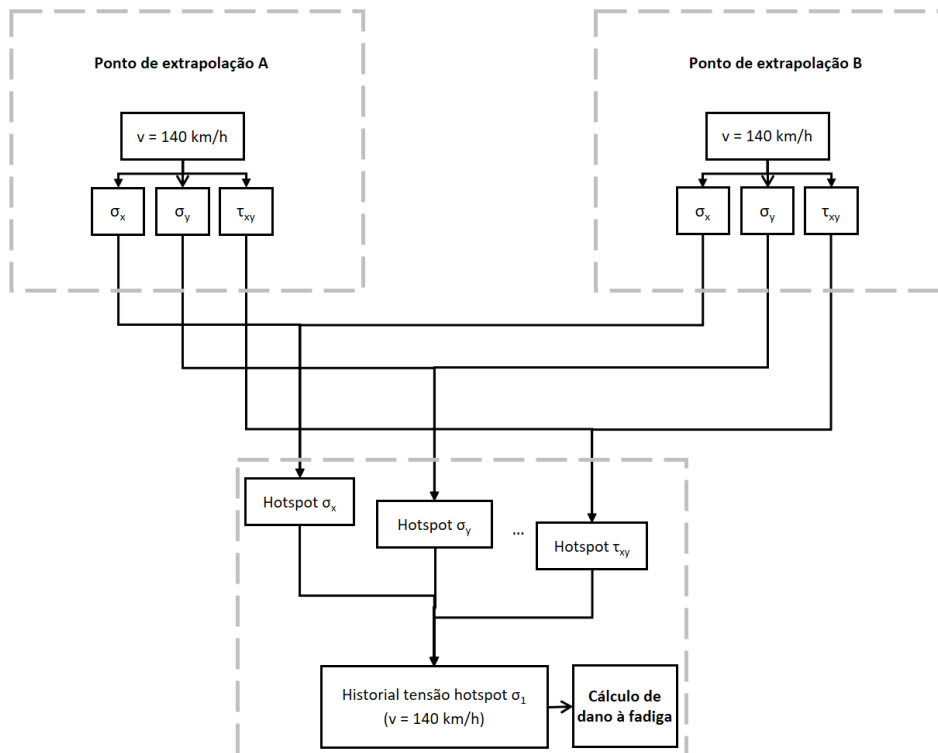 Ponto de extrapolação A
Ponto de extrapolação B
v = 140 km/h
v = 140 km/h
σx
σy
τxy
σx
σy
τxy
Hotspot σx
Hotspot σy
...
Hotspot τxy
Historial tensão hotspot σ1
(v = 140 km/h)
Cálculo de
dano à fadiga